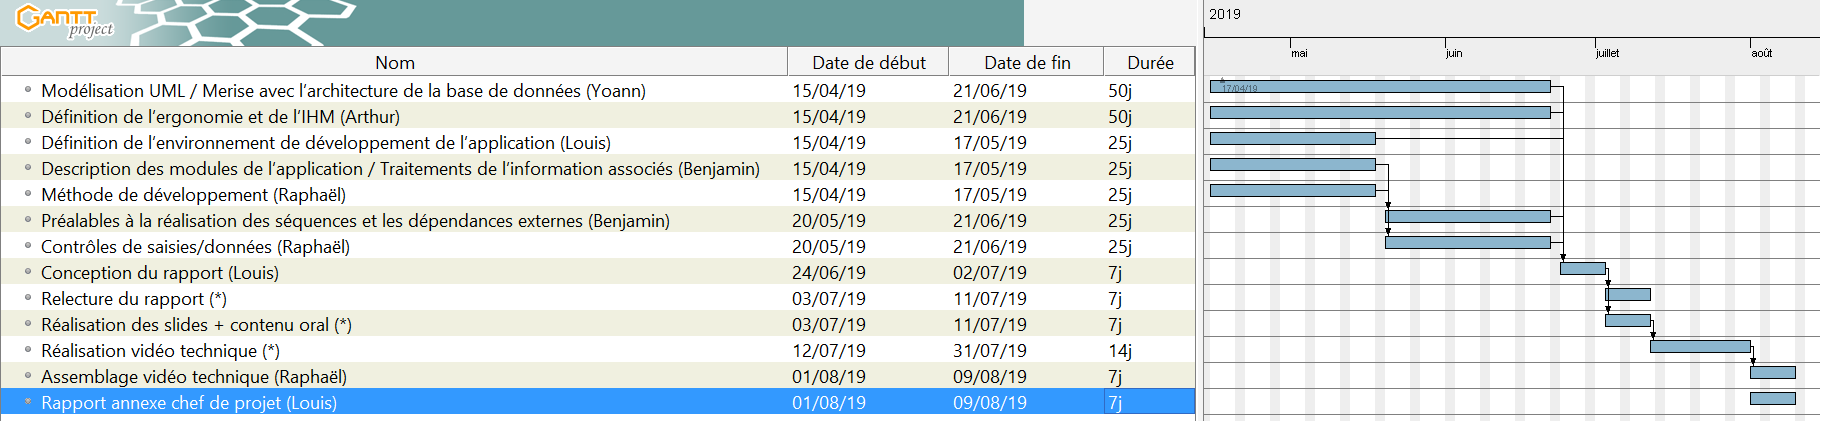 GANTT
project
2019
mai juin juillet août
Nom Date de début Date de fin Durée
Modélisation UML / Merise avec l'architecture de la base de données (Yoann) 15/04/19 21/06/19 50j
17/04/19
Définition de l'ergonomie et de l'IHM (Arthur) 15/04/19 21/06/19 50j
Définition de l'environnement de développement de l'application (Louis) 15/04/19 17/05/19 25j
Description des modules de l'application / Traitements de l'information associés (Benjamin) 15/04/19 17/05/19 25j
Méthode de développement (Raphaël) 15/04/19 17/05/19 25j
Préalables à la réalisation des séquences et les dépendances externes (Benjamin) 20/05/19 21/06/19 25j
Contrôles de saisies/données (Raphaël) 20/05/19 21/06/19 25j
Conception du rapport (Louis) 24/06/19 02/07/19 7j
Relecture du rapport (*) 03/07/19 11/07/19 7j
Réalisation des slides + contenu oral (*) 03/07/19 11/07/19 7j
Réalisation vidéo technique (*) 12/07/19 31/07/19 14j
Assemblage vidéo technique (Raphaël) 01/08/19 09/08/19 7j
Rapport annexe chef de projet (Louis) 01/08/19 09/08/19 7j